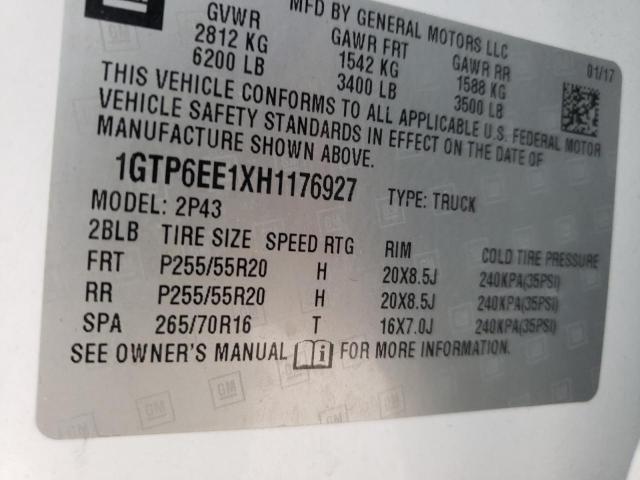 MFD BY GENERAL MOTORS LLC
01/17
GVWR GAWR FRT GAWR RR
2812 KG 1542 KG 1588 KG
6200 LB 3400 LB 3500 LB
THIS VEHICLE CONFORMS TO ALL APPLICABLE U.S. FEDERAL MOTOR
VEHICLE SAFETY STANDARDS IN EFFECT ON THE DATE OF
MANUFACTURE SHOWN ABOVE.
1GTP6EE1XH1176927 TYPE: TRUCK
MODEL: 2P43
2BLB TIRE SIZE SPEED RTG RIM COLD TIRE PRESSURE
FRT P255/55R20 H 20X8.5J 240KPA(35PSI)
RR P255/55R20 H 20X8.5J 240KPA(35PSI)
SPA 265/70R16 T 16X7.0J 240KPA(35PSI)
SEE OWNER'S MANUAL i FOR MORE INFORMATION.
GM GM GM